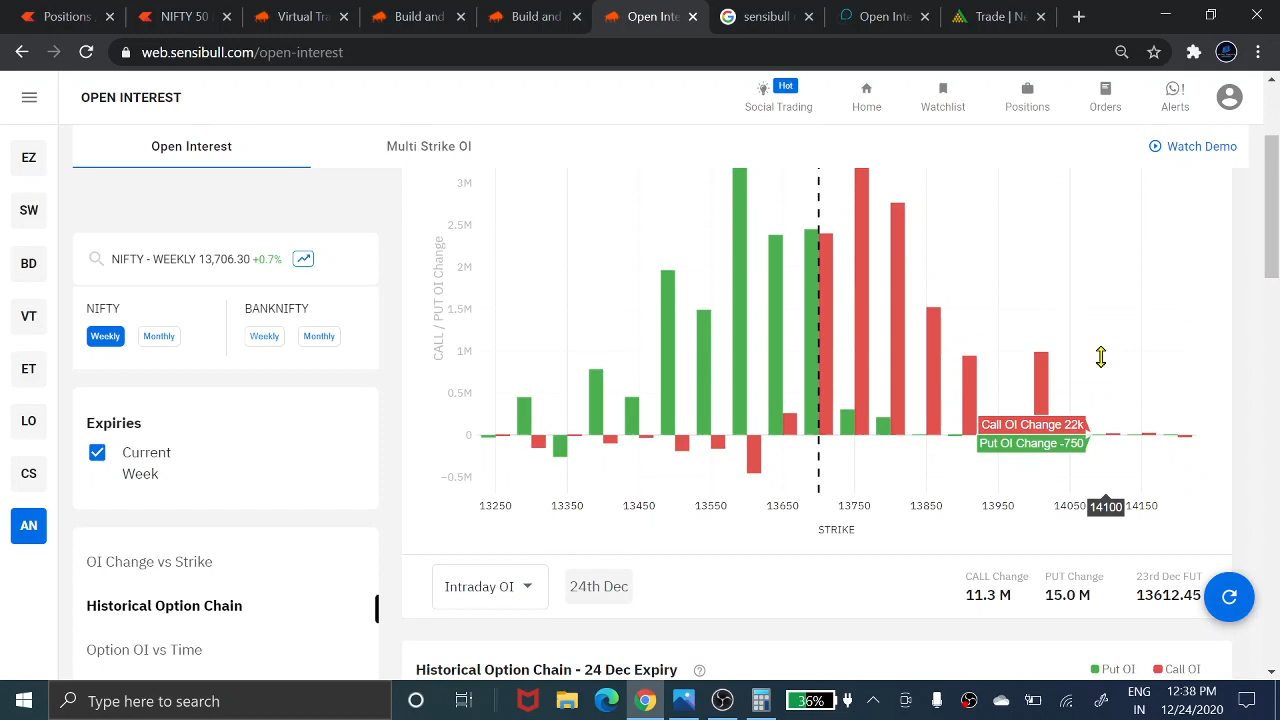 Positions
NIFTY 50
Virtual Tra
Build and
Build and
Open Inte
sensibull o
Open Inte
Trade | Ne
web.sensibull.com/open-interest
OPEN INTEREST
Hot
Social Trading
Home
Watchlist
Positions
Orders
Alerts
EZ
SW
BD
VT
ET
LO
CS
AN
Open Interest
Multi Strike OI
Watch Demo
NIFTY - WEEKLY 13,706.30 +0.7%
NIFTY
BANKNIFTY
Weekly
Monthly
Weekly
Monthly
Expiries
Current
Week
OI Change vs Strike
Historical Option Chain
Option OI vs Time
CALL / PUT OI Change
3M
2.5M
2M
1.5M
1M
0.5M
0
−0.5M
Call OI Change 22k
Put OI Change -750
13250
13350
13450
13550
13650
13750
13850
13950
14050
14100
14150
STRIKE
Intraday OI
24th Dec
CALL Change
PUT Change
23rd Dec FUT
11.3 M
15.0 M
13612.45
Historical Option Chain - 24 Dec Expiry
Put OI
Call OI
Type here to search
36%
ENG
IN
12:38 PM
12/24/2020